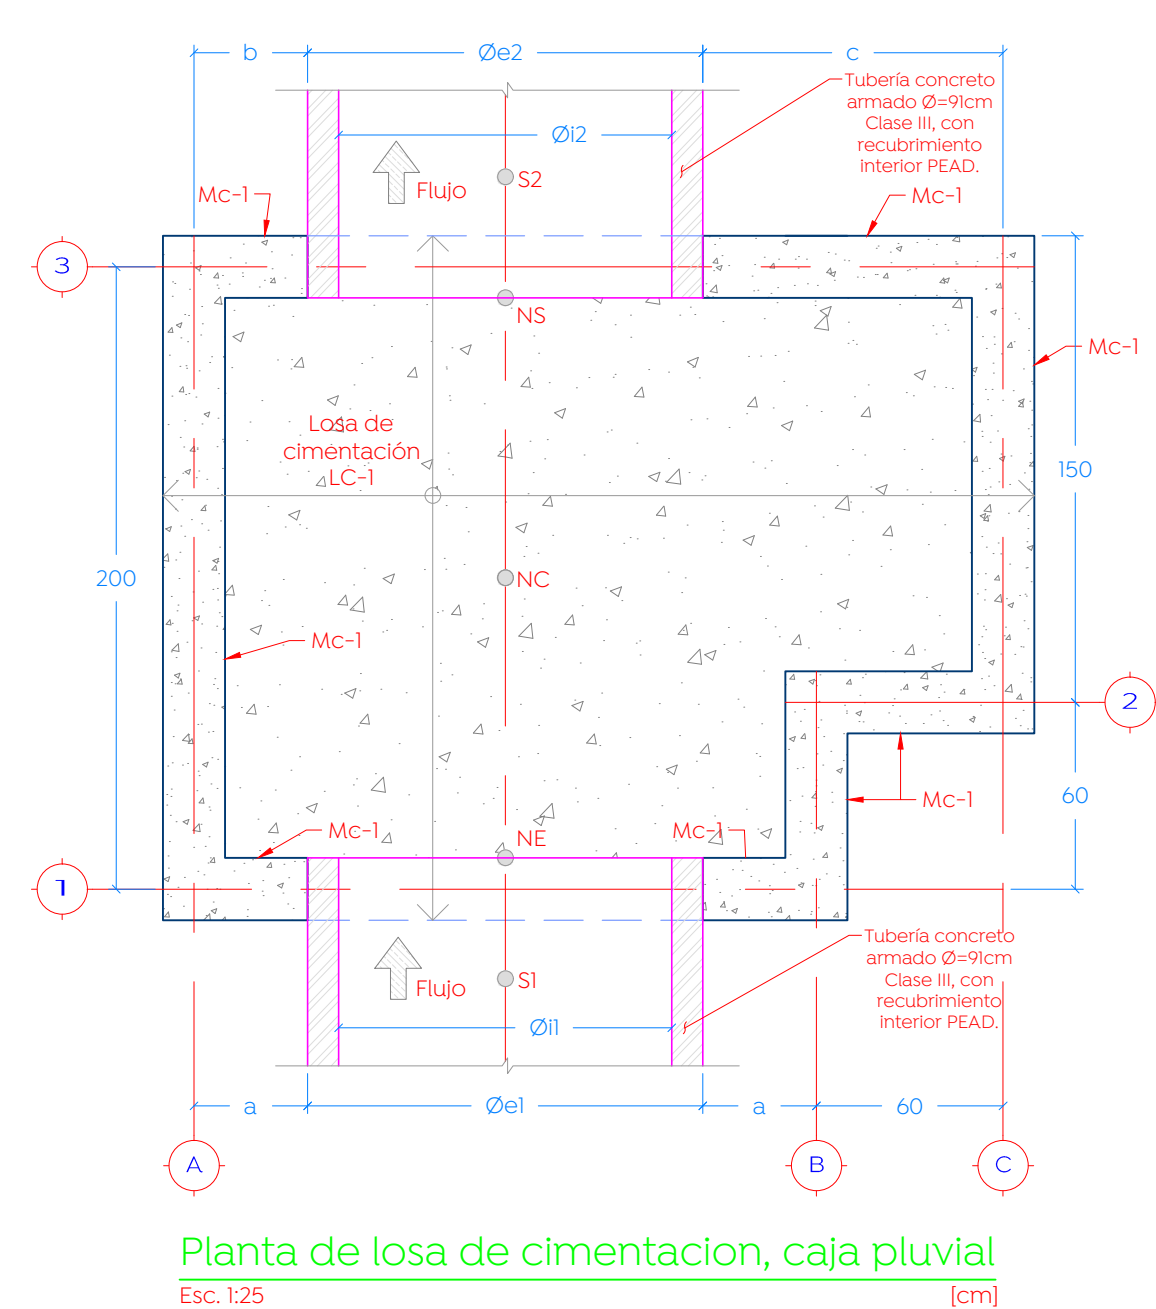 b
Øe2
c
Tubería concreto
armado Ø=91cm
Clase III, con
recubrimiento
interior PEAD.
Øi2
Flujo
S2
Mc-1
Mc-1
3
NS
Mc-1
Losa de
cimentación
LC-1
150
200
NC
Mc-1
2
60
Mc-1
Mc-1
NE
Mc-1
1
Tubería concreto
armado Ø=91cm
Clase III, con
recubrimiento
interior PEAD.
Flujo
S1
Øi1
a
Øe1
a
60
A
B
C
Planta de losa de cimentacion, caja pluvial
Esc. 1:25
[cm]